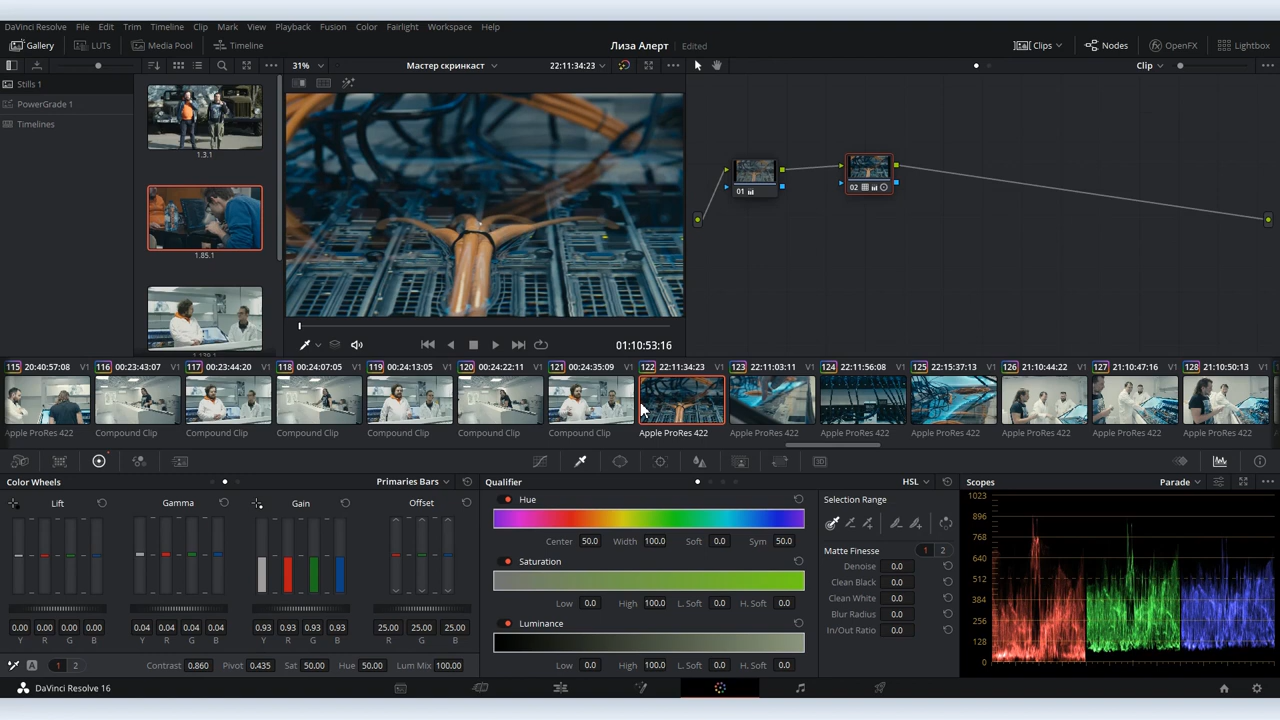 DaVinci Resolve File Edit Trim Timeline Clip Mark View Playback Fusion Color Fairlight Workspace Help
Gallery LUTs Media Pool Timeline Лиза Алерт Edited Clips Nodes OpenFX Lightbox
31% Мастер скринкаст 22:11:34:23 Clip
Stills 1
PowerGrade 1
Timelines
1.3.1
1.85.1
1.139.1
01
02
01:10:53:16
115 20:40:57:08 V1 116 00:23:43:07 V1 117 00:23:44:20 V1 118 00:24:07:05 V1 119 00:24:13:05 V1 120 00:24:22:11 V1 121 00:24:35:09 V1 122 22:11:34:23 V1 123 22:11:03:11 V1 124 22:11:56:08 V1 125 22:15:37:13 V1 126 21:10:44:22 V1 127 21:10:47:16 V1 128 21:10:50:13 V1
Apple ProRes 422 Compound Clip Compound Clip Compound Clip Compound Clip Compound Clip Compound Clip Apple ProRes 422 Apple ProRes 422 Apple ProRes 422 Apple ProRes 422 Apple ProRes 422 Apple ProRes 422 Apple ProRes 422
Color Wheels Primaries Bars Qualifier HSL Scopes Parade
Lift Gamma Gain Offset
0.00 0.00 0.00 0.00 0.04 0.04 0.04 0.04 0.93 0.93 0.93 0.93 25.00 25.00 25.00
Y R G B Y R G B Y R G B R G B
A 1 2 Contrast 0.860 Pivot 0.435 Sat 50.00 Hue 50.00 Lum Mix 100.00
Hue
Center 50.0 Width 100.0 Soft 0.0 Sym 50.0
Saturation
Low 0.0 High 100.0 L. Soft 0.0 H. Soft 0.0
Luminance
Low 0.0 High 100.0 L. Soft 0.0 H. Soft 0.0
Selection Range
Matte Finesse 1 2
Denoise 0.0
Clean Black 0.0
Clean White 0.0
Blur Radius 0.0
In/Out Ratio 0.0
1023
896
768
640
512
384
256
128
0
DaVinci Resolve 16